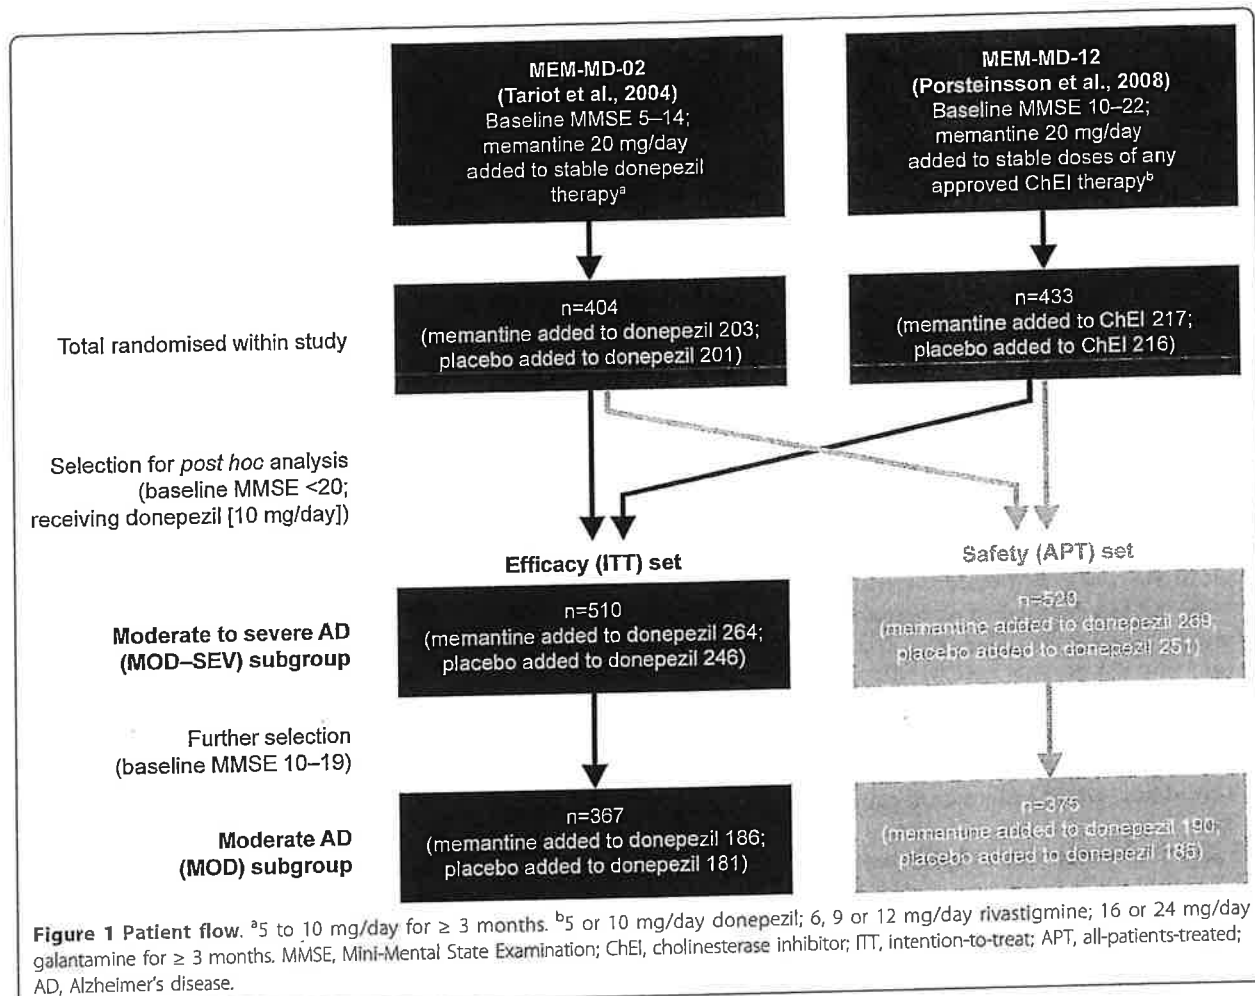 MEM-MD-02
(Tariot et al., 2004)
Baseline MMSE 5–14;
memantine 20 mg/day
added to stable donepezil
therapyᵃ
MEM-MD-12
(Porsteinsson et al., 2008)
Baseline MMSE 10–22;
memantine 20 mg/day
added to stable doses of any
approved ChEI therapyᵇ
Total randomised within study
n=404
(memantine added to donepezil 203;
placebo added to donepezil 201)
n=433
(memantine added to ChEI 217;
placebo added to ChEI 216)
Selection for post hoc analysis
(baseline MMSE <20;
receiving donepezil [10 mg/day])
Efficacy (ITT) set
Safety (APT) set
Moderate to severe AD
(MOD–SEV) subgroup
n=510
(memantine added to donepezil 264;
placebo added to donepezil 246)
n=520
(memantine added to donepezil 269;
placebo added to donepezil 251)
Further selection
(baseline MMSE 10–19)
Moderate AD
(MOD) subgroup
n=367
(memantine added to donepezil 186;
placebo added to donepezil 181)
n=375
(memantine added to donepezil 190;
placebo added to donepezil 185)
Figure 1 Patient flow. ᵃ5 to 10 mg/day for ≥ 3 months. ᵇ5 or 10 mg/day donepezil; 6, 9 or 12 mg/day rivastigmine; 16 or 24 mg/day
galantamine for ≥ 3 months. MMSE, Mini-Mental State Examination; ChEI, cholinesterase inhibitor; ITT, intention-to-treat; APT, all-patients-treated;
AD, Alzheimer's disease.